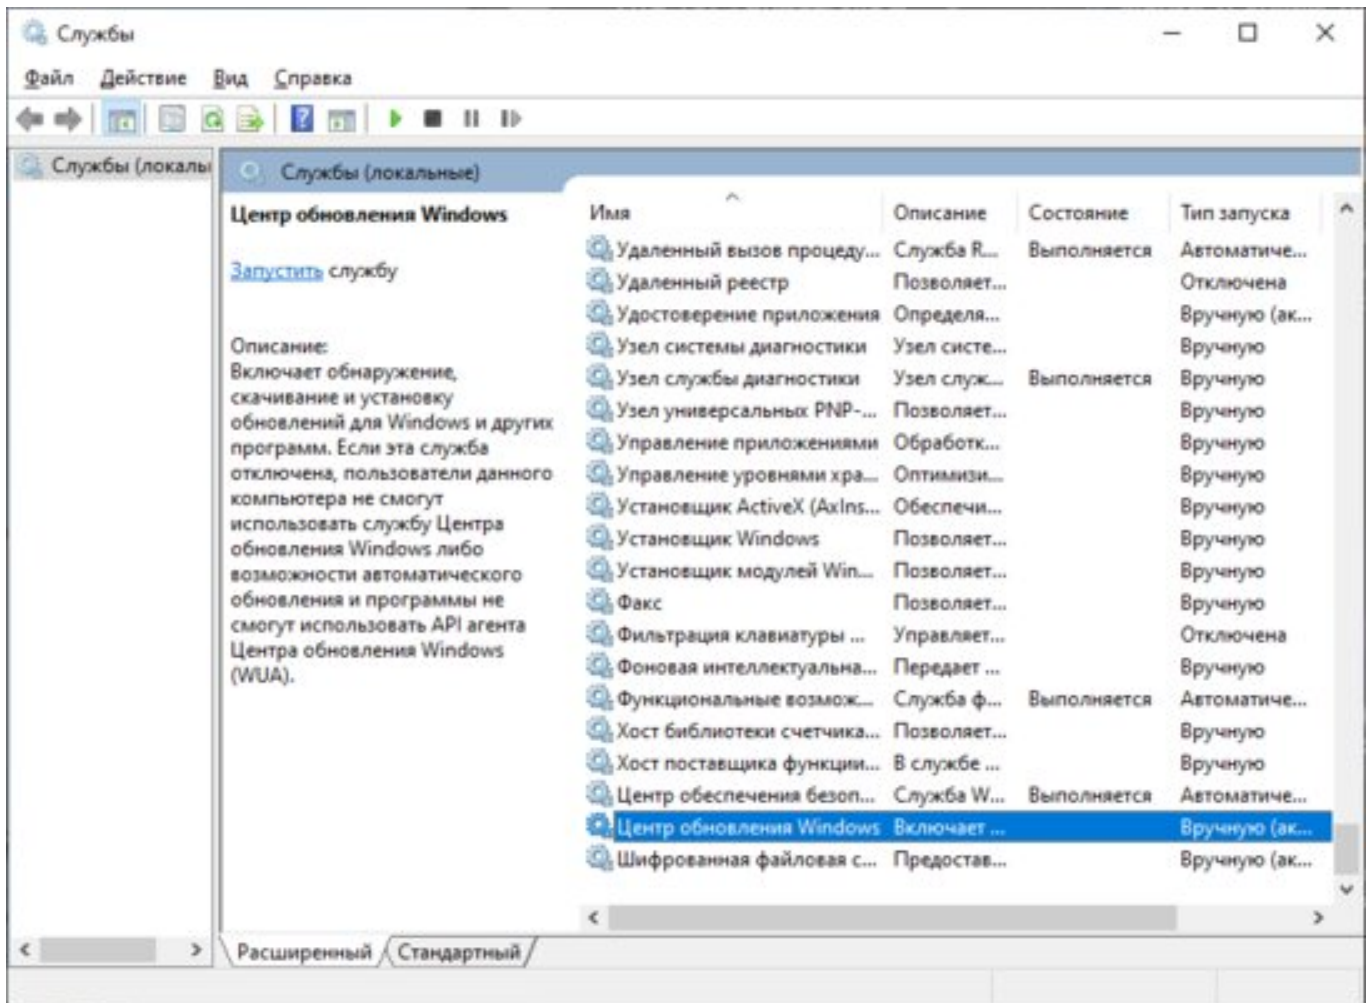 Службы
Файл Действие Вид Справка
Службы (локалы
Службы (локальные)
Центр обновления Windows
Запустить службу
Описание:
Включает обнаружение,
скачивание и установку
обновлений для Windows и других
программ. Если эта служба
отключена, пользователи данного
компьютера не смогут
использовать службу Центра
обновления Windows либо
возможности автоматического
обновления и программы не
смогут использовать API агента
Центра обновления Windows
(WUA).
Имя Описание Состояние Тип запуска
Удаленный вызов процеду... Служба R... Выполняется Автоматиче...
Удаленный реестр Позволяет... Отключена
Удостоверение приложения Определя... Вручную (ак...
Узел системы диагностики Узел систе... Вручную
Узел службы диагностики Узел служ... Выполняется Вручную
Узел универсальных PNP-... Позволяет... Вручную
Управление приложениями Обработк... Вручную
Управление уровнями хра... Оптимизи... Вручную
Установщик ActiveX (AxIns... Обеспечи... Вручную
Установщик Windows Позволяет... Вручную
Установщик модулей Win... Позволяет... Вручную
Факс Позволяет... Вручную
Фильтрация клавиатуры ... Управляет... Отключена
Фоновая интеллектуальна... Передает ... Вручную
Функциональные возмож... Служба ф... Выполняется Автоматиче...
Хост библиотеки счетчика... Позволяет... Вручную
Хост поставщика функции... В службе ... Вручную
Центр обеспечения безоп... Служба W... Выполняется Автоматиче...
Центр обновления Windows Включает ... Вручную (ак...
Шифрованная файловая с... Предостав... Вручную (ак...
Расширенный Стандартный